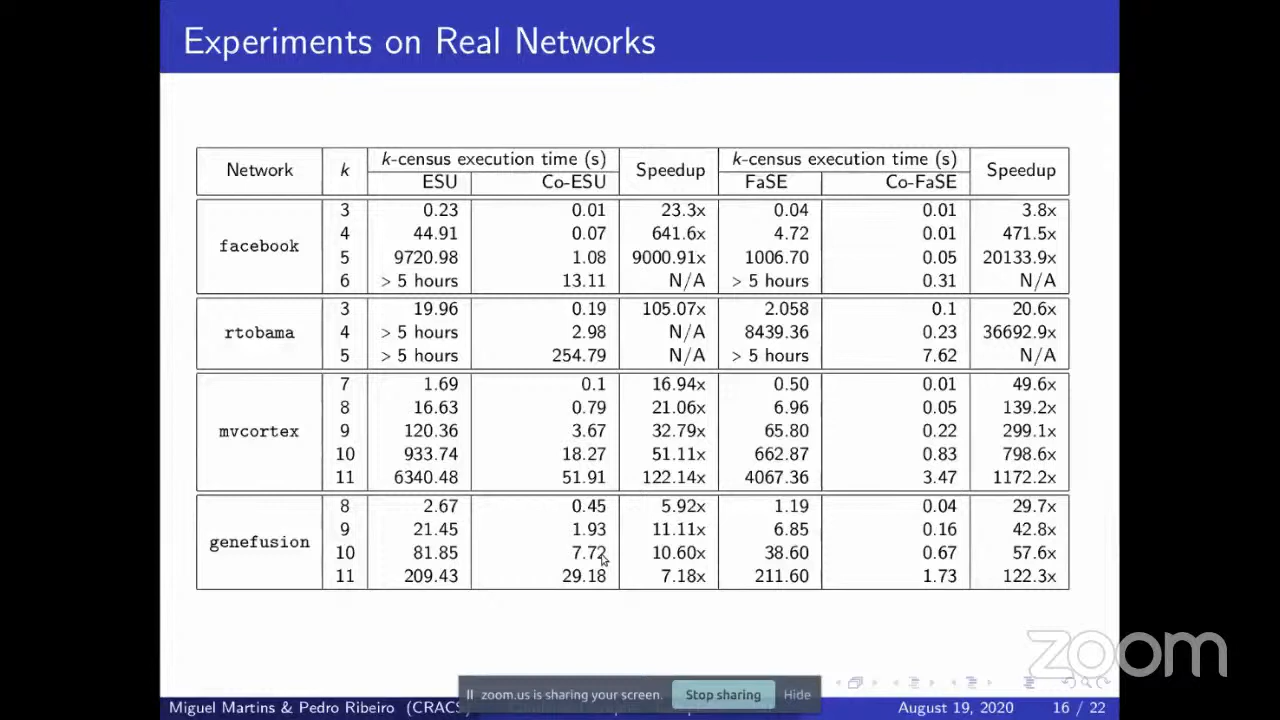 Experiments on Real Networks
Network k k-census execution time (s) Speedup k-census execution time (s) Speedup
ESU Co-ESU FaSE Co-FaSE
facebook
3 0.23 0.01 23.3x 0.04 0.01 3.8x
4 44.91 0.07 641.6x 4.72 0.01 471.5x
5 9720.98 1.08 9000.91x 1006.70 0.05 20133.9x
6 > 5 hours 13.11 N/A > 5 hours 0.31 N/A
rtobama
3 19.96 0.19 105.07x 2.058 0.1 20.6x
4 > 5 hours 2.98 N/A 8439.36 0.23 36692.9x
5 > 5 hours 254.79 N/A > 5 hours 7.62 N/A
mvcortex
7 1.69 0.1 16.94x 0.50 0.01 49.6x
8 16.63 0.79 21.06x 6.96 0.05 139.2x
9 120.36 3.67 32.79x 65.80 0.22 299.1x
10 933.74 18.27 51.11x 662.87 0.83 798.6x
11 6340.48 51.91 122.14x 4067.36 3.47 1172.2x
genefusion
8 2.67 0.45 5.92x 1.19 0.04 29.7x
9 21.45 1.93 11.11x 6.85 0.16 42.8x
10 81.85 7.72 10.60x 38.60 0.67 57.6x
11 209.43 29.18 7.18x 211.60 1.73 122.3x
zoom
zoom.us is sharing your screen. Stop sharing Hide
Miguel Martins & Pedro Ribeiro (CRACS August 19, 2020 16 / 22